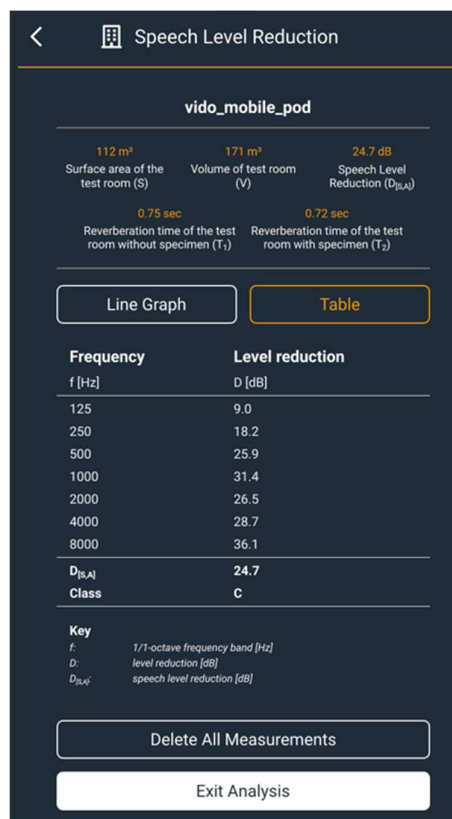 Speech Level Reduction
vido_mobile_pod
112 m²
Surface area of the
test room (S)
171 m³
Volume of test room
(V)
24.7 dB
Speech Level
Reduction (D[S,A])
0.75 sec
Reverberation time of the test
room without specimen (T₁)
0.72 sec
Reverberation time of the test
room with specimen (T₂)
Line Graph
Table
Frequency Level reduction
f [Hz] D [dB]
125 9.0
250 18.2
500 25.9
1000 31.4
2000 26.5
4000 28.7
8000 36.1
D[S,A] 24.7
Class C
Key
f: 1/1-octave frequency band [Hz]
D: level reduction [dB]
D[S,A]: speech level reduction [dB]
Delete All Measurements
Exit Analysis